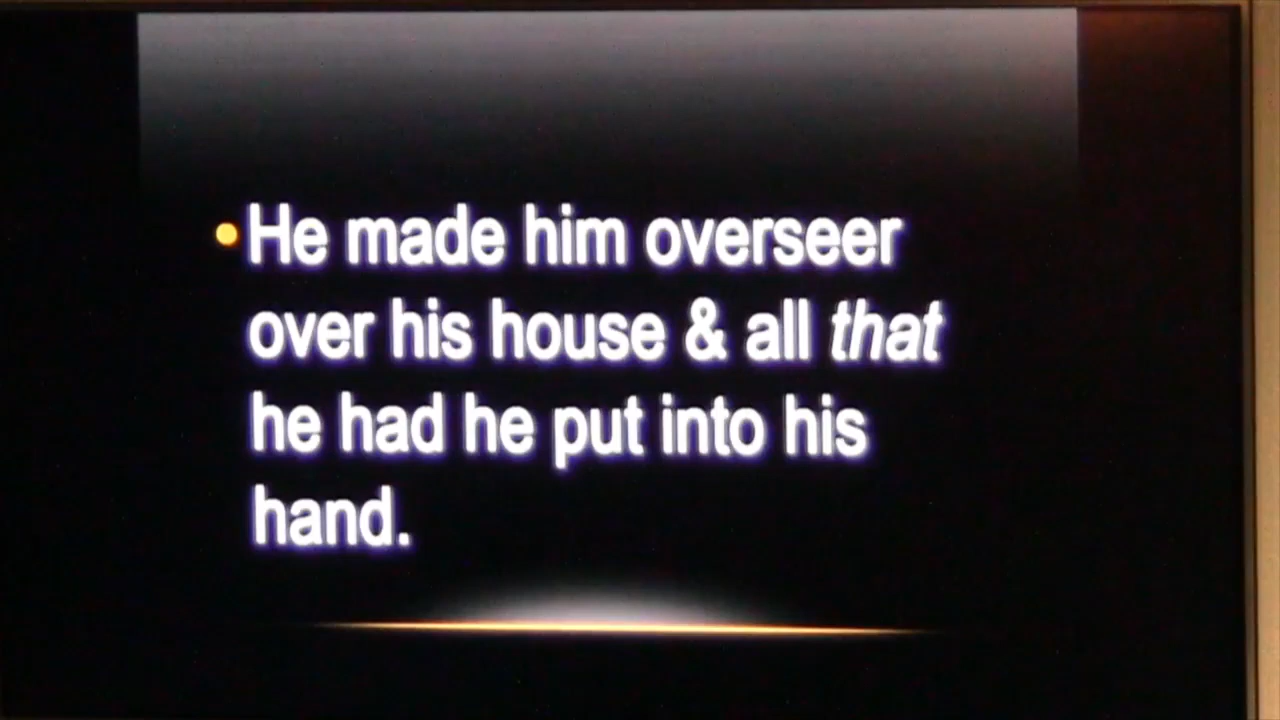 •He made him overseer
over his house & all that
he had he put into his
hand.